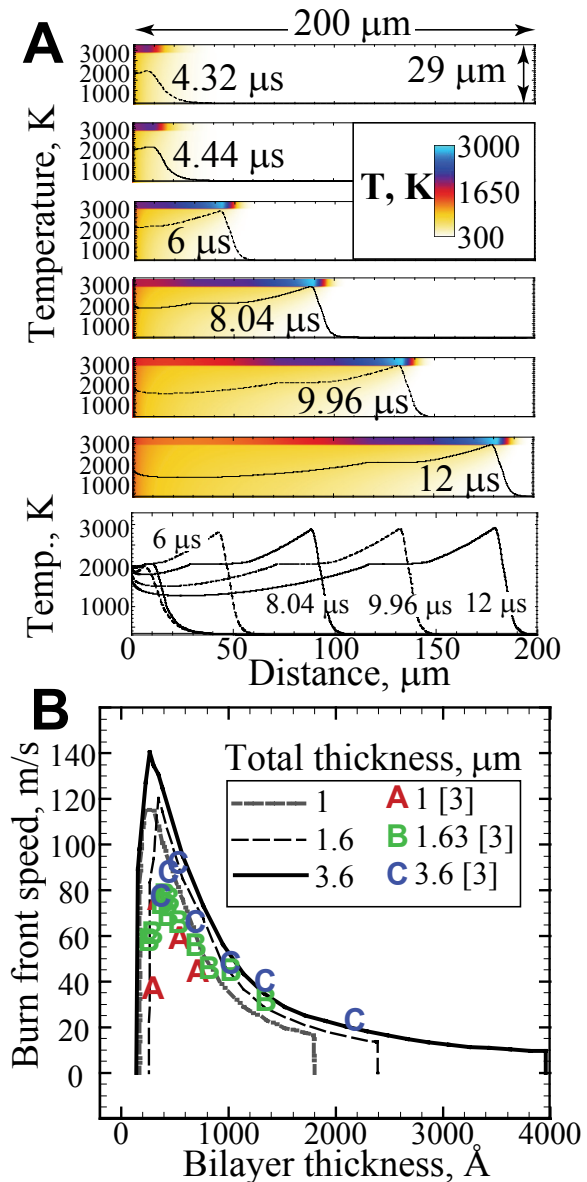 A
200 μm
Temperature, K
3000
2000
1000
4.32 μs
29 μm
3000
2000
1000
4.44 μs
T, K
3000
1650
300
3000
2000
1000
6 μs
3000
2000
1000
8.04 μs
3000
2000
1000
9.96 μs
3000
2000
1000
12 μs
Temp., K
3000
2000
1000
6 μs
8.04 μs
9.96 μs
12 μs
0
50
100
150
200
Distance, μm
B
Burn front speed, m/s
140
120
100
80
60
40
20
0
Total thickness, μm
1 A 1 [3]
1.6 B 1.63 [3]
3.6 C 3.6 [3]
0 1000 2000 3000 4000
Bilayer thickness, Å